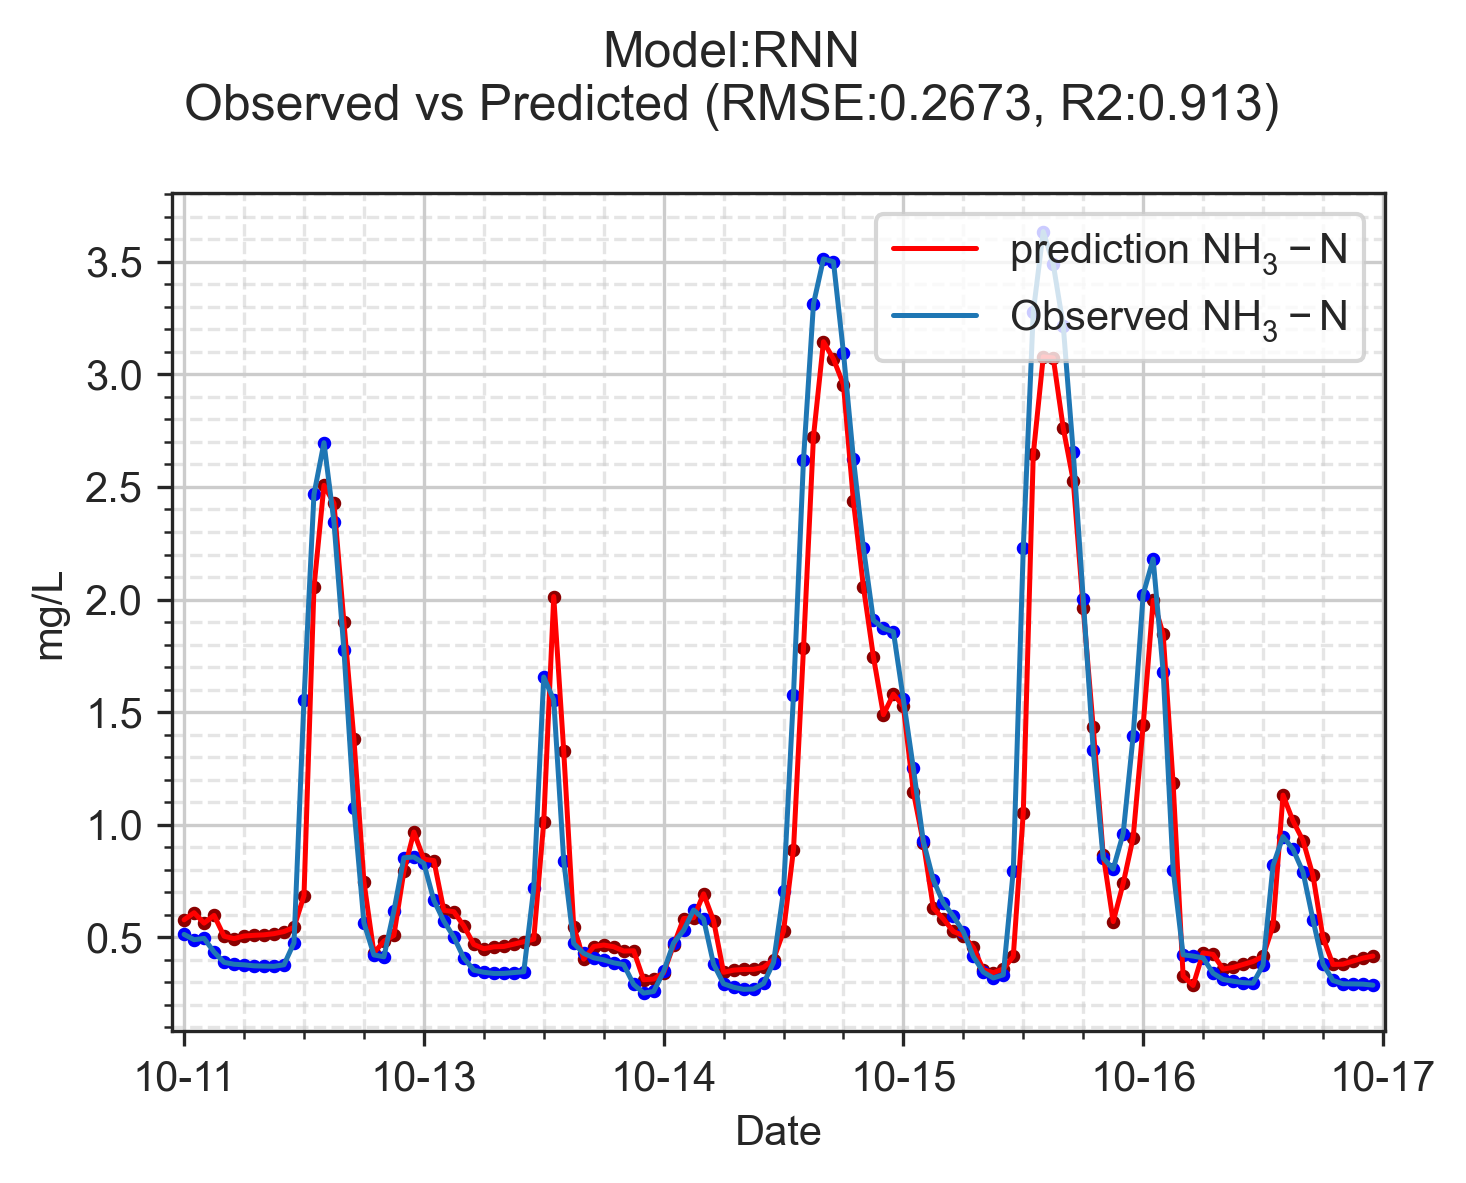 Model:RNN
Observed vs Predicted (RMSE:0.2673, R2:0.913)
prediction NH₃ − N
Observed NH₃ − N
3.5
3.0
2.5
2.0
1.5
1.0
0.5
mg/L
10-11 10-13 10-14 10-15 10-16 10-17
Date